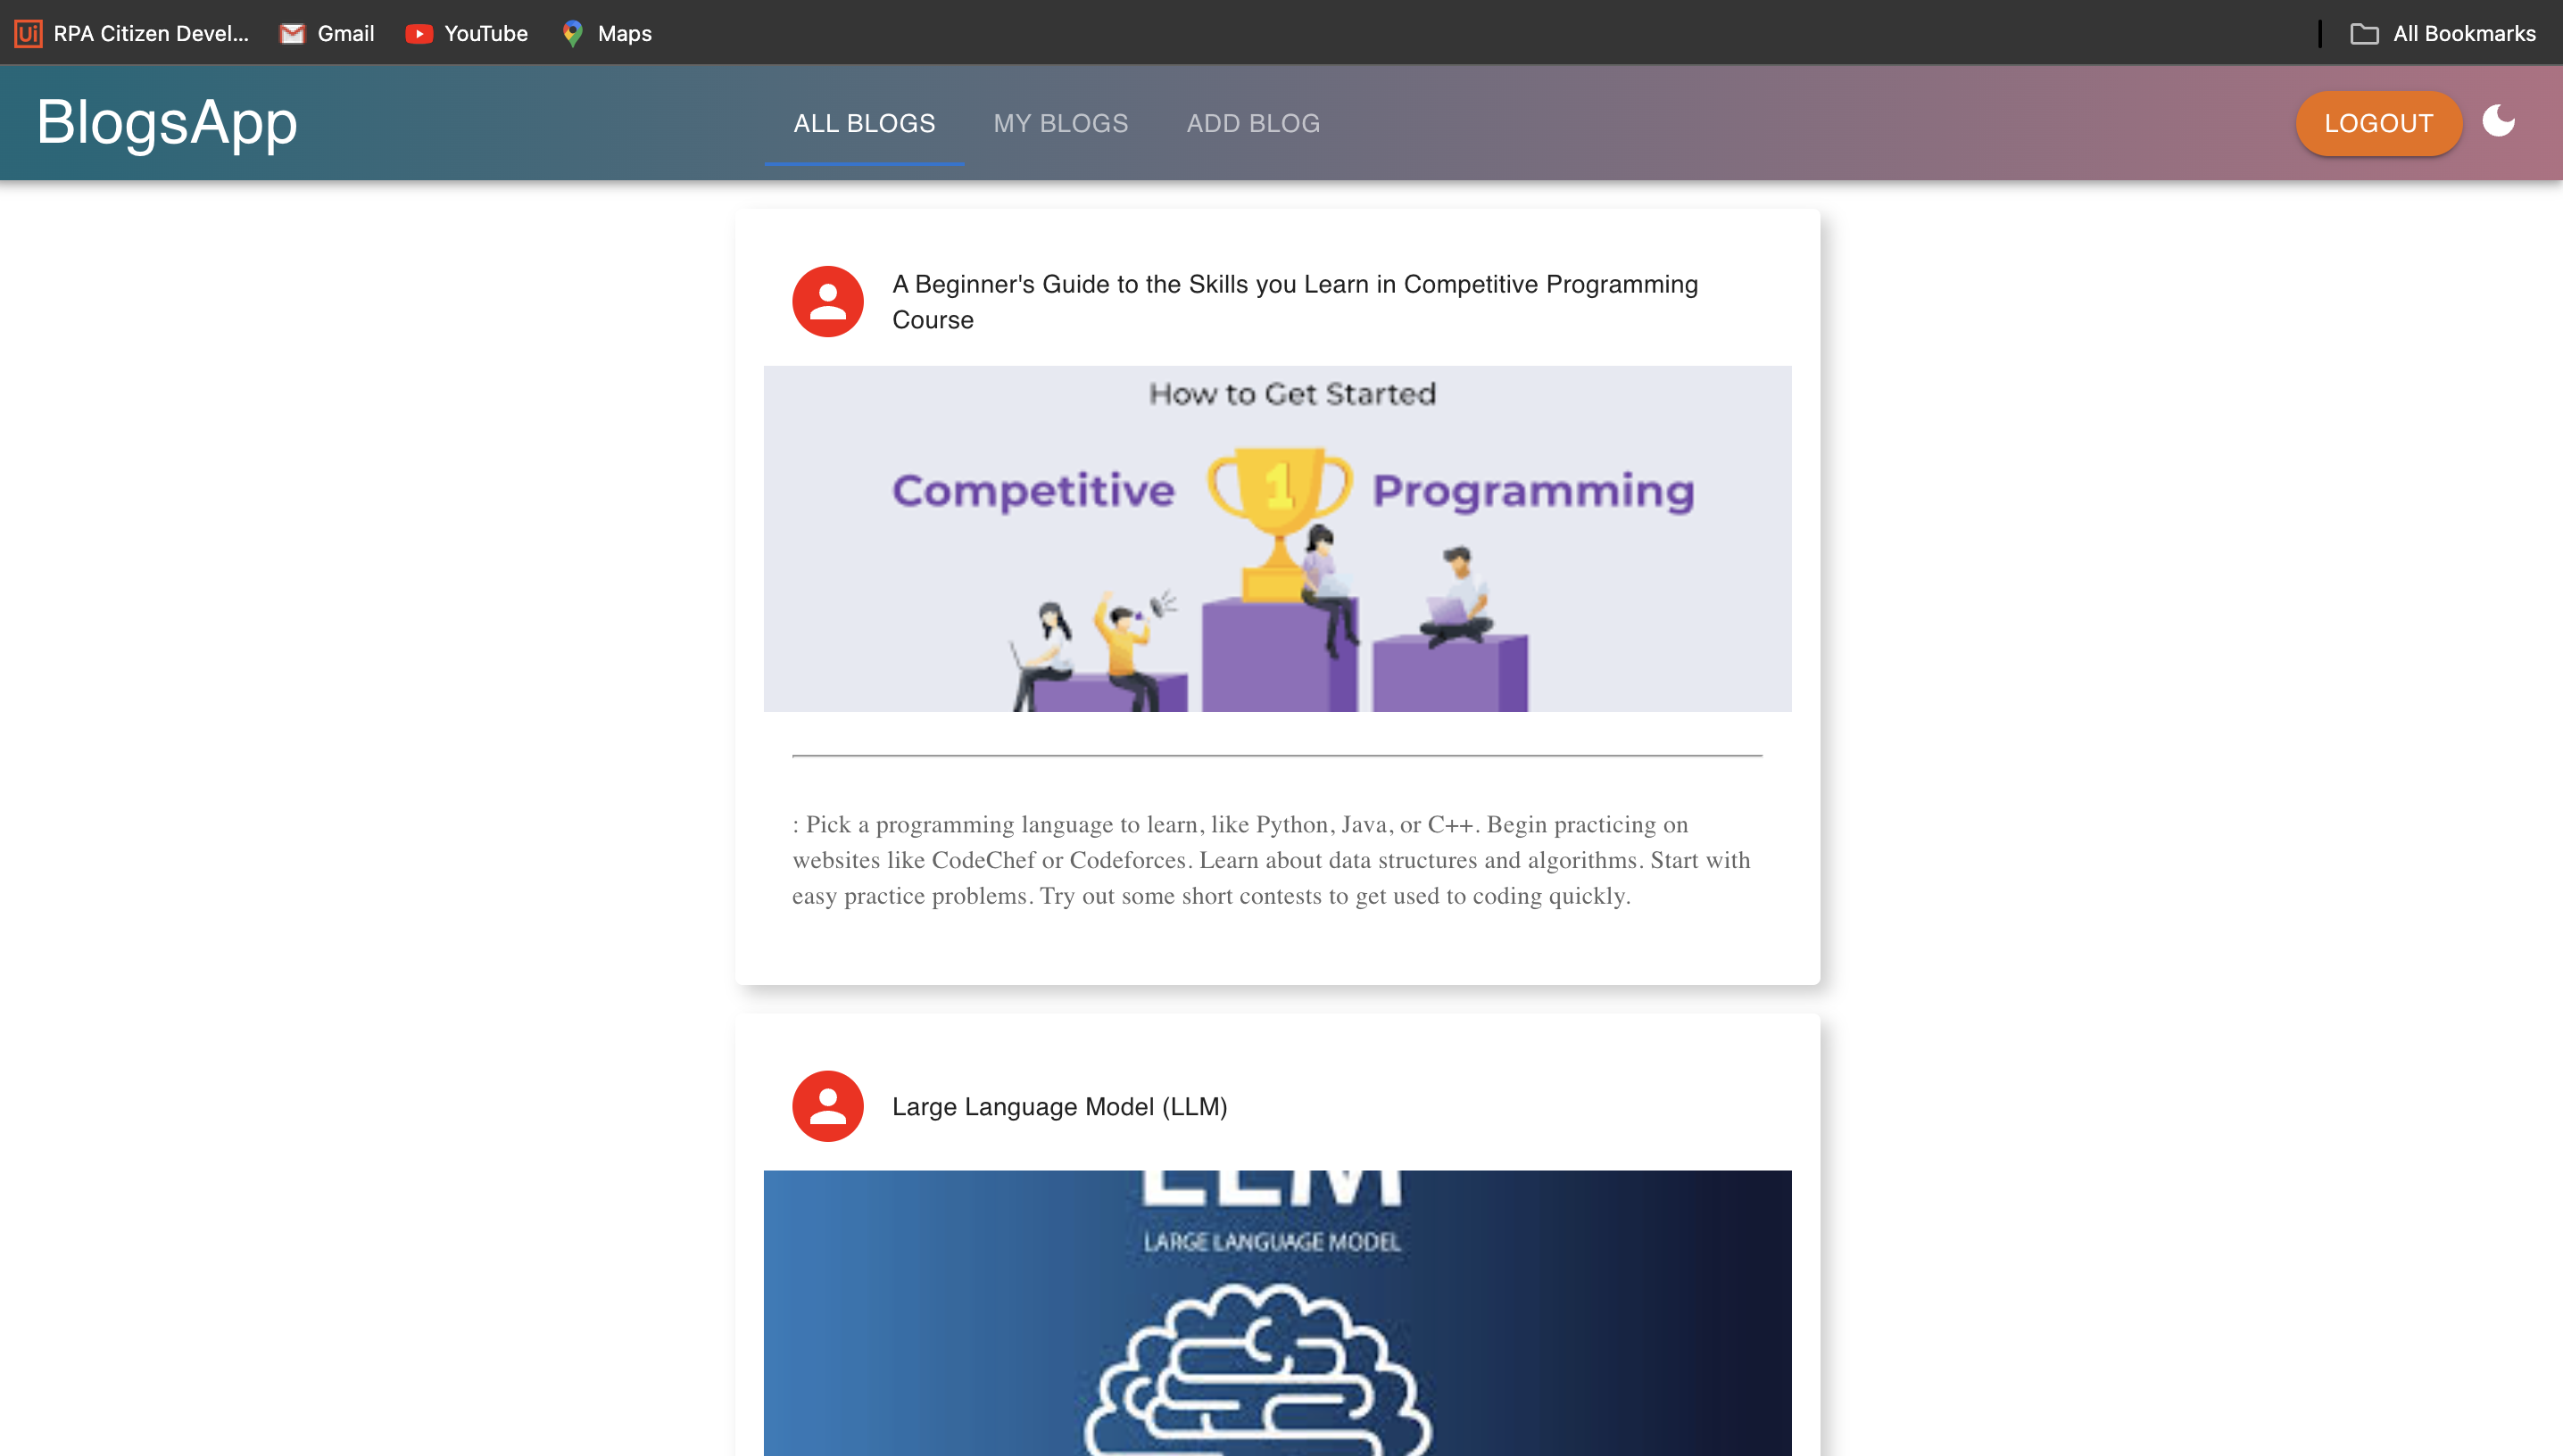 RPA Citizen Devel... Gmail YouTube Maps All Bookmarks
BlogsApp ALL BLOGS MY BLOGS ADD BLOG LOGOUT
A Beginner's Guide to the Skills you Learn in Competitive Programming
Course
How to Get Started
Competitive 1 Programming
: Pick a programming language to learn, like Python, Java, or C++. Begin practicing on
websites like CodeChef or Codeforces. Learn about data structures and algorithms. Start with
easy practice problems. Try out some short contests to get used to coding quickly.
Large Language Model (LLM)
LLM
LARGE LANGUAGE MODEL